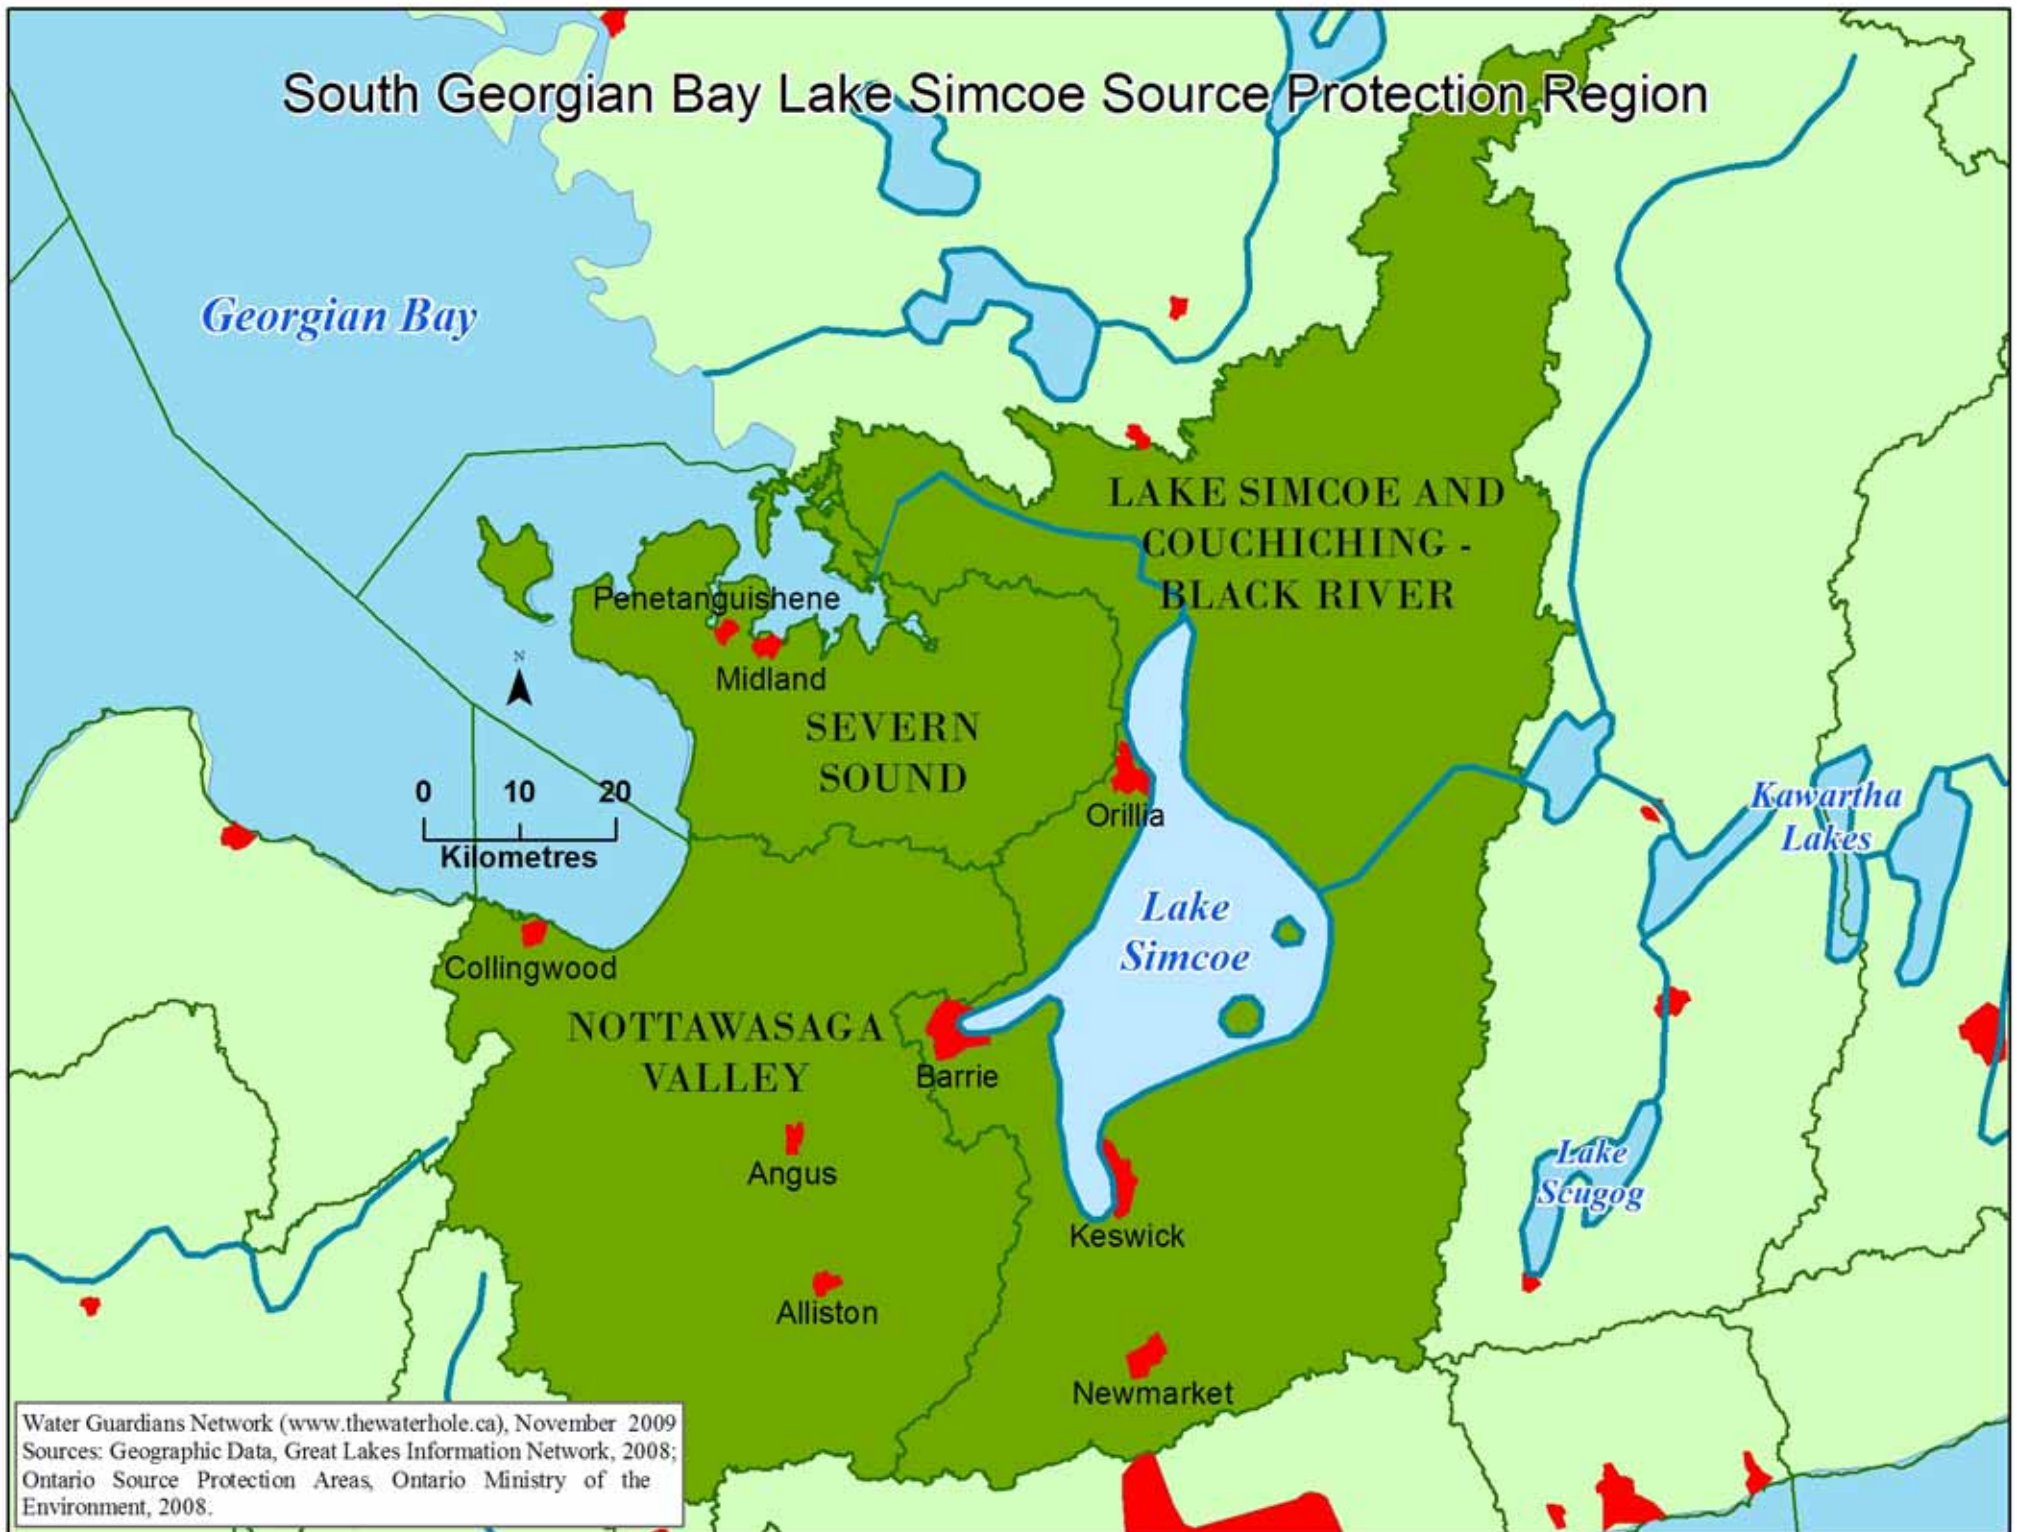 South Georgian Bay Lake Simcoe Source Protection Region
Georgian Bay
LAKE SIMCOE AND
COUCHICHING -
BLACK RIVER
Penetanguishene
N
Midland
SEVERN
SOUND
0 10 20
Kilometres
Orillia
Kawartha
Lakes
Lake
Simcoe
Collingwood
NOTTAWASAGA
VALLEY
Barrie
Angus
Lake
Scugog
Keswick
Alliston
Newmarket
Water Guardians Network (www.thewaterhole.ca), November 2009
Sources: Geographic Data, Great Lakes Information Network, 2008;
Ontario Source Protection Areas, Ontario Ministry of the
Environment, 2008.